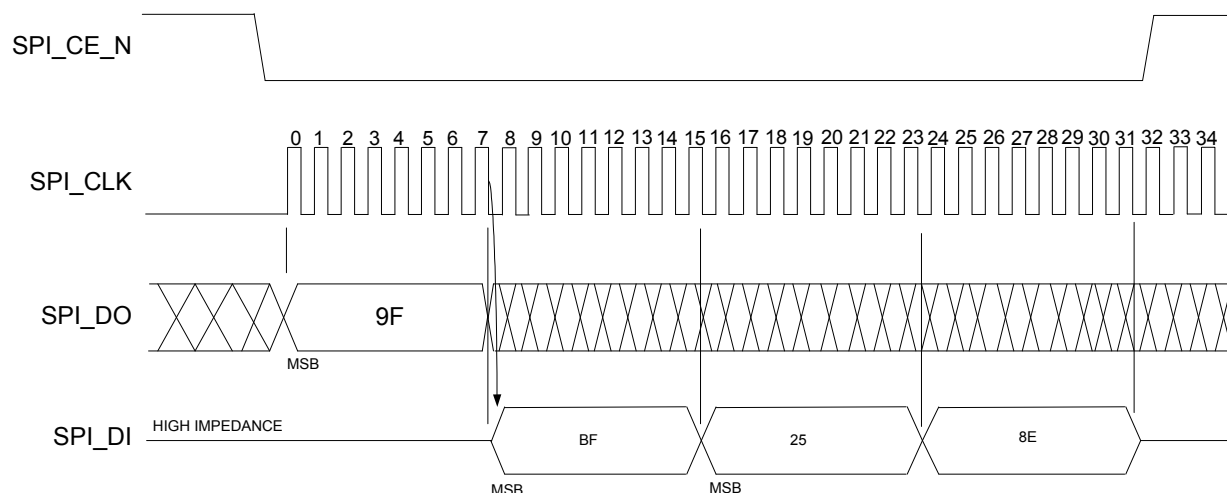 SPI_CE_N
0 1 2 3 4 5 6 7 8 9 10 11 12 13 14 15 16 17 18 19 20 21 22 23 24 25 26 27 28 29 30 31 32 33 34
SPI_CLK
SPI_DO
9F
MSB
SPI_DI
HIGH IMPEDANCE
BF
25
8E
MSB
MSB